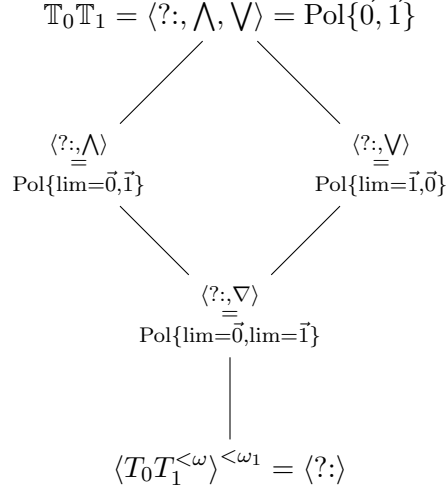 𝕋₀𝕋₁ = ⟨?:, ⋀, ⋁⟩ = Pol{0⃗, 1⃗}
⟨?:,⋀⟩
=
Pol{lim=0⃗,1⃗}
⟨?:,⋁⟩
=
Pol{lim=1⃗,0⃗}
⟨?:,∇⟩
=
Pol{lim=0⃗,lim=1⃗}
⟨T₀T₁^{<ω}⟩^{<ω₁} = ⟨?:⟩